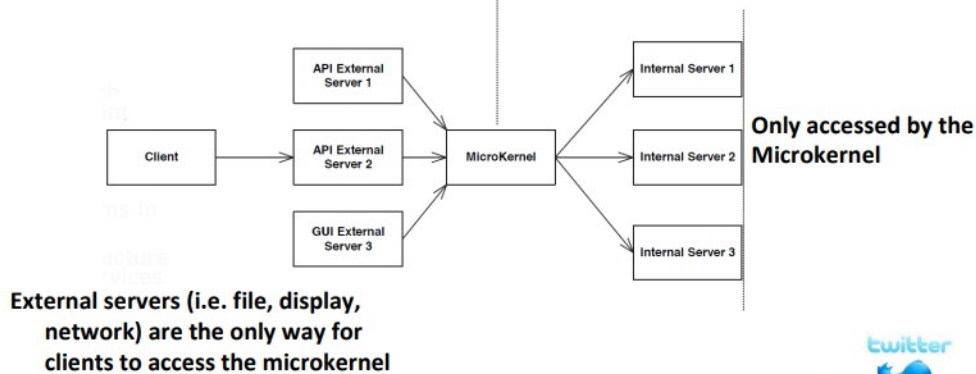 API External
Server 1
Internal Server 1
Client
API External
Server 2
MicroKernel
Internal Server 2
Only accessed by the
Microkernel
GUI External
Server 3
Internal Server 3
External servers (i.e. file, display,
network) are the only way for
clients to access the microkernel
twitter